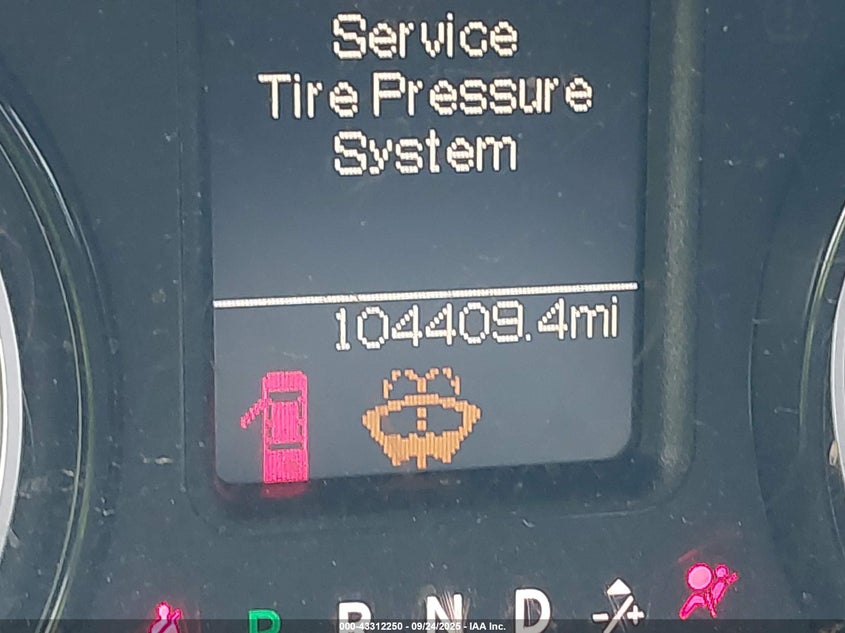 Service
Tire Pressure
System
104409.4mi
P R N D -/+
000-43312250 - 09/24/2025 - IAA Inc.